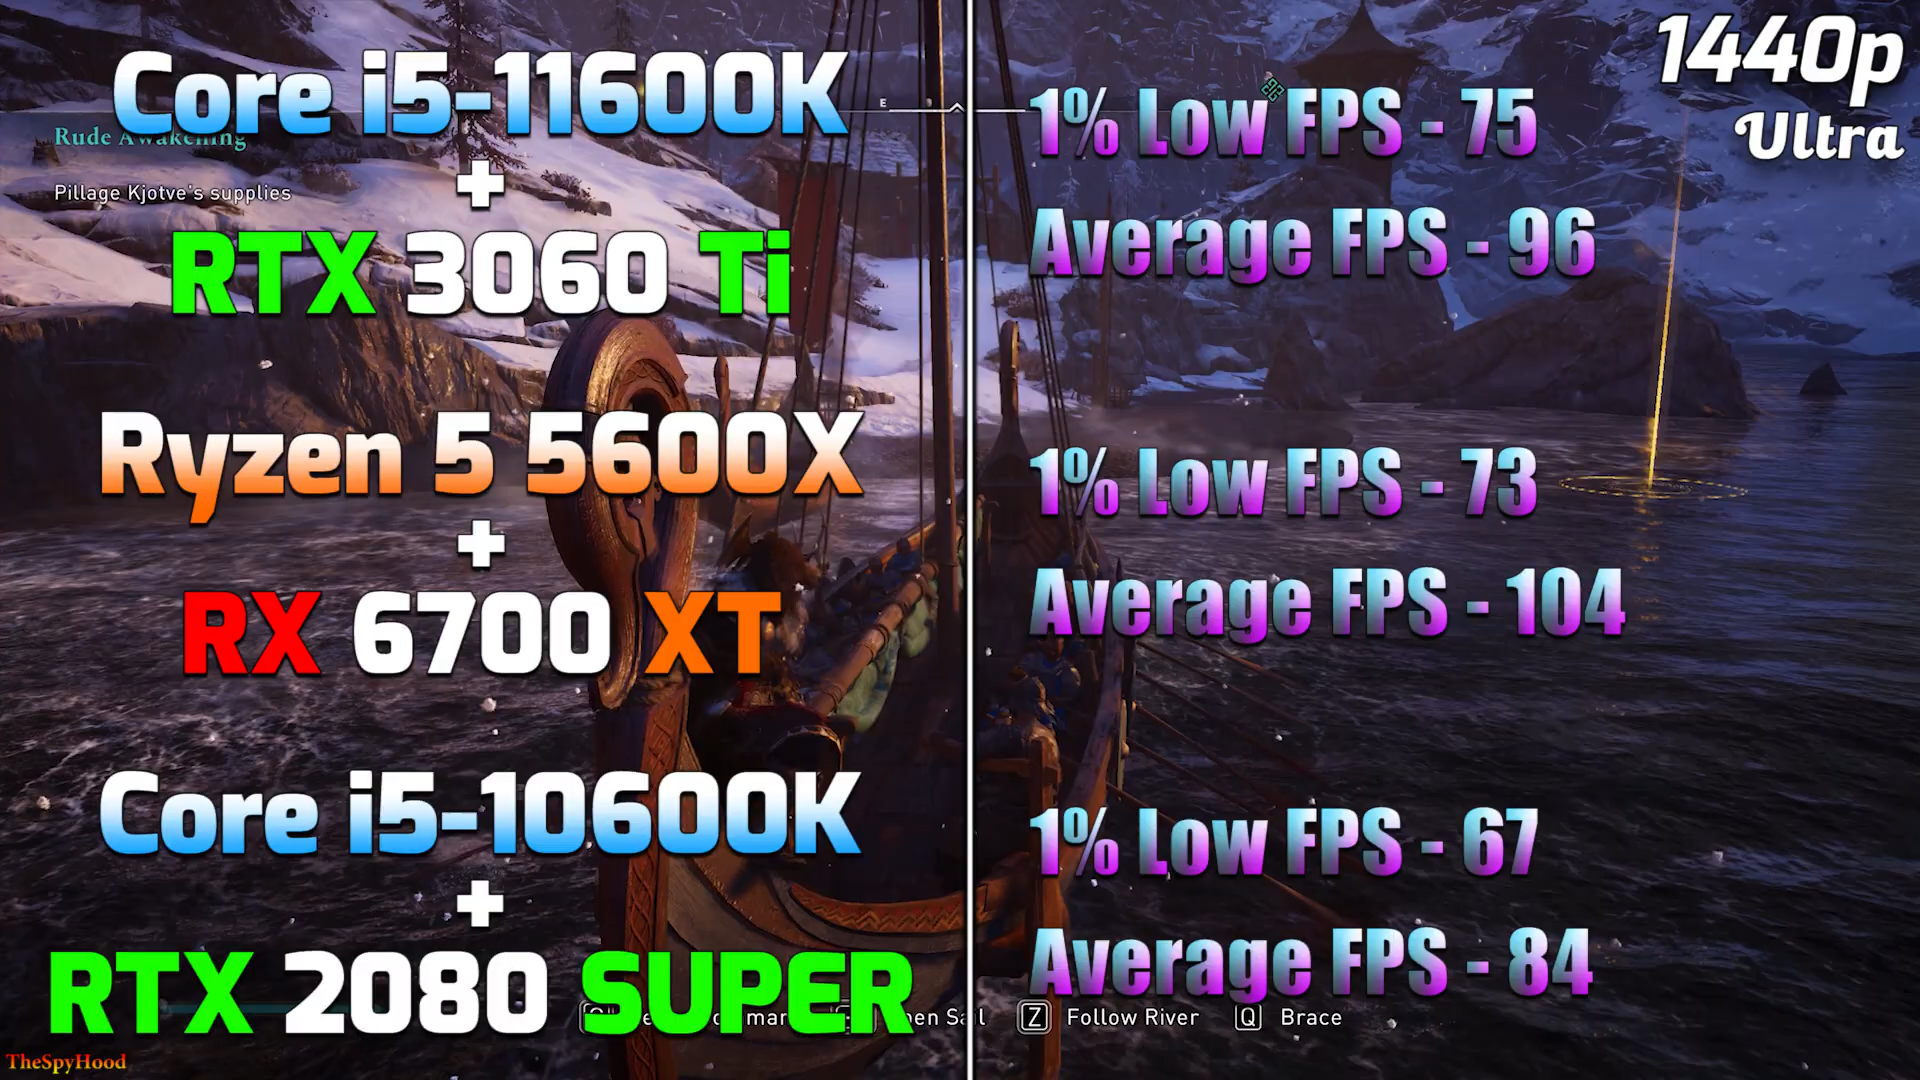 Core i5-11600K
+
RTX 3060 Ti
Rude Awakening
Pillage Kjotve's supplies
Ryzen 5 5600X
+
RX 6700 XT
Core i5-10600K
+
RTX 2080 SUPER
TheSpyHood
E
1440p
Ultra
1% Low FPS - 75
Average FPS - 96
1% Low FPS - 73
Average FPS - 104
1% Low FPS - 67
Average FPS - 84
Z Follow River Q Brace